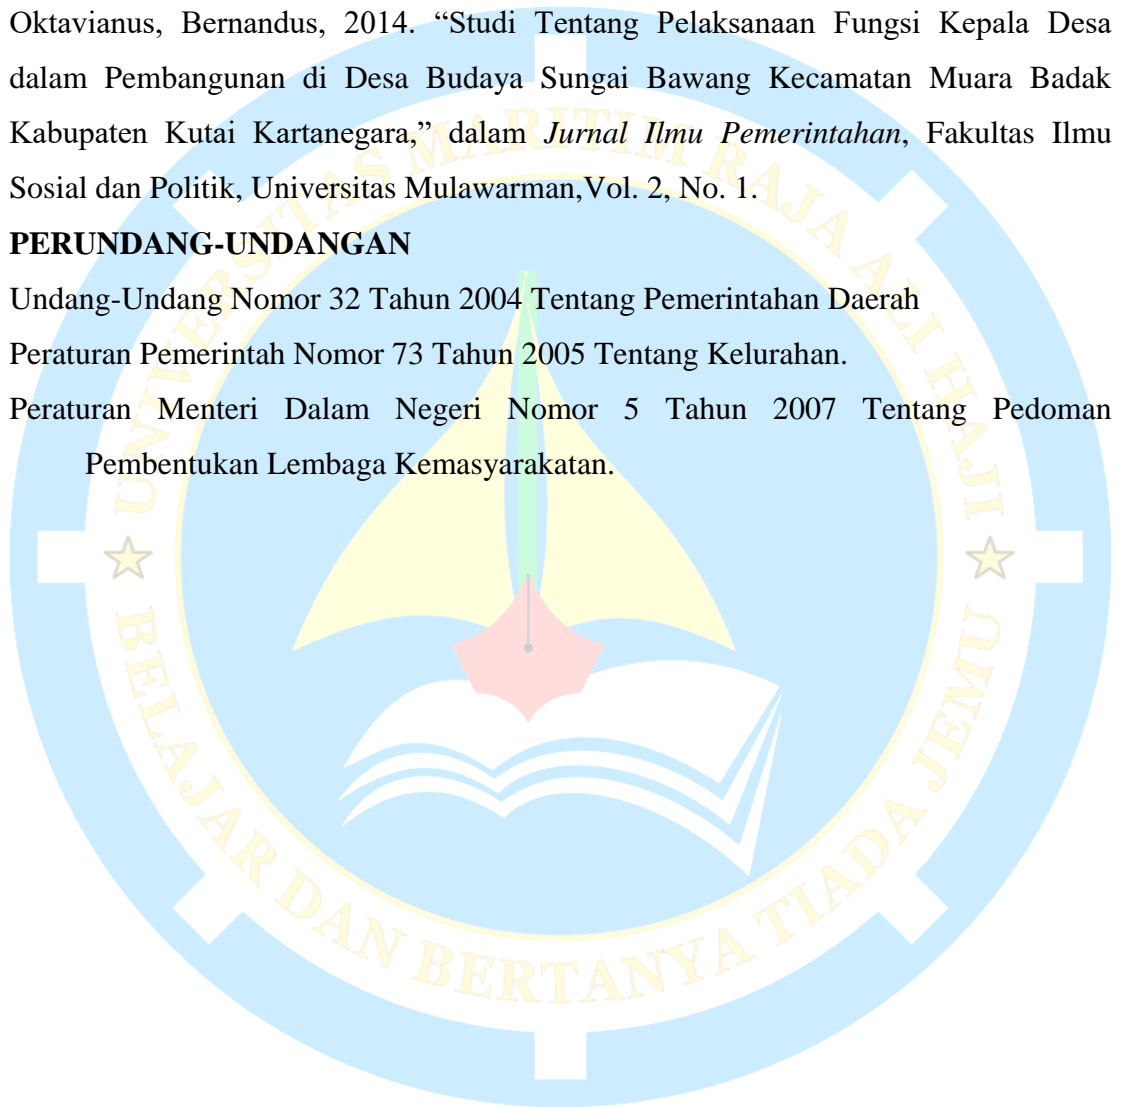 Oktavianus, Bernandus, 2014. “Studi Tentang Pelaksanaan Fungsi Kepala Desa
dalam Pembangunan di Desa Budaya Sungai Bawang Kecamatan Muara Badak
Kabupaten Kutai Kartanegara,” dalam Jurnal Ilmu Pemerintahan, Fakultas Ilmu
Sosial dan Politik, Universitas Mulawarman,Vol. 2, No. 1.
PERUNDANG-UNDANGAN
Undang-Undang Nomor 32 Tahun 2004 Tentang Pemerintahan Daerah
Peraturan Pemerintah Nomor 73 Tahun 2005 Tentang Kelurahan.
Peraturan Menteri Dalam Negeri Nomor 5 Tahun 2007 Tentang Pedoman
Pembentukan Lembaga Kemasyarakatan.
UNIVERSITAS MARITIM RAJA ALI HAJI
BELAJAR DAN BERTANYA TIADA JEMU